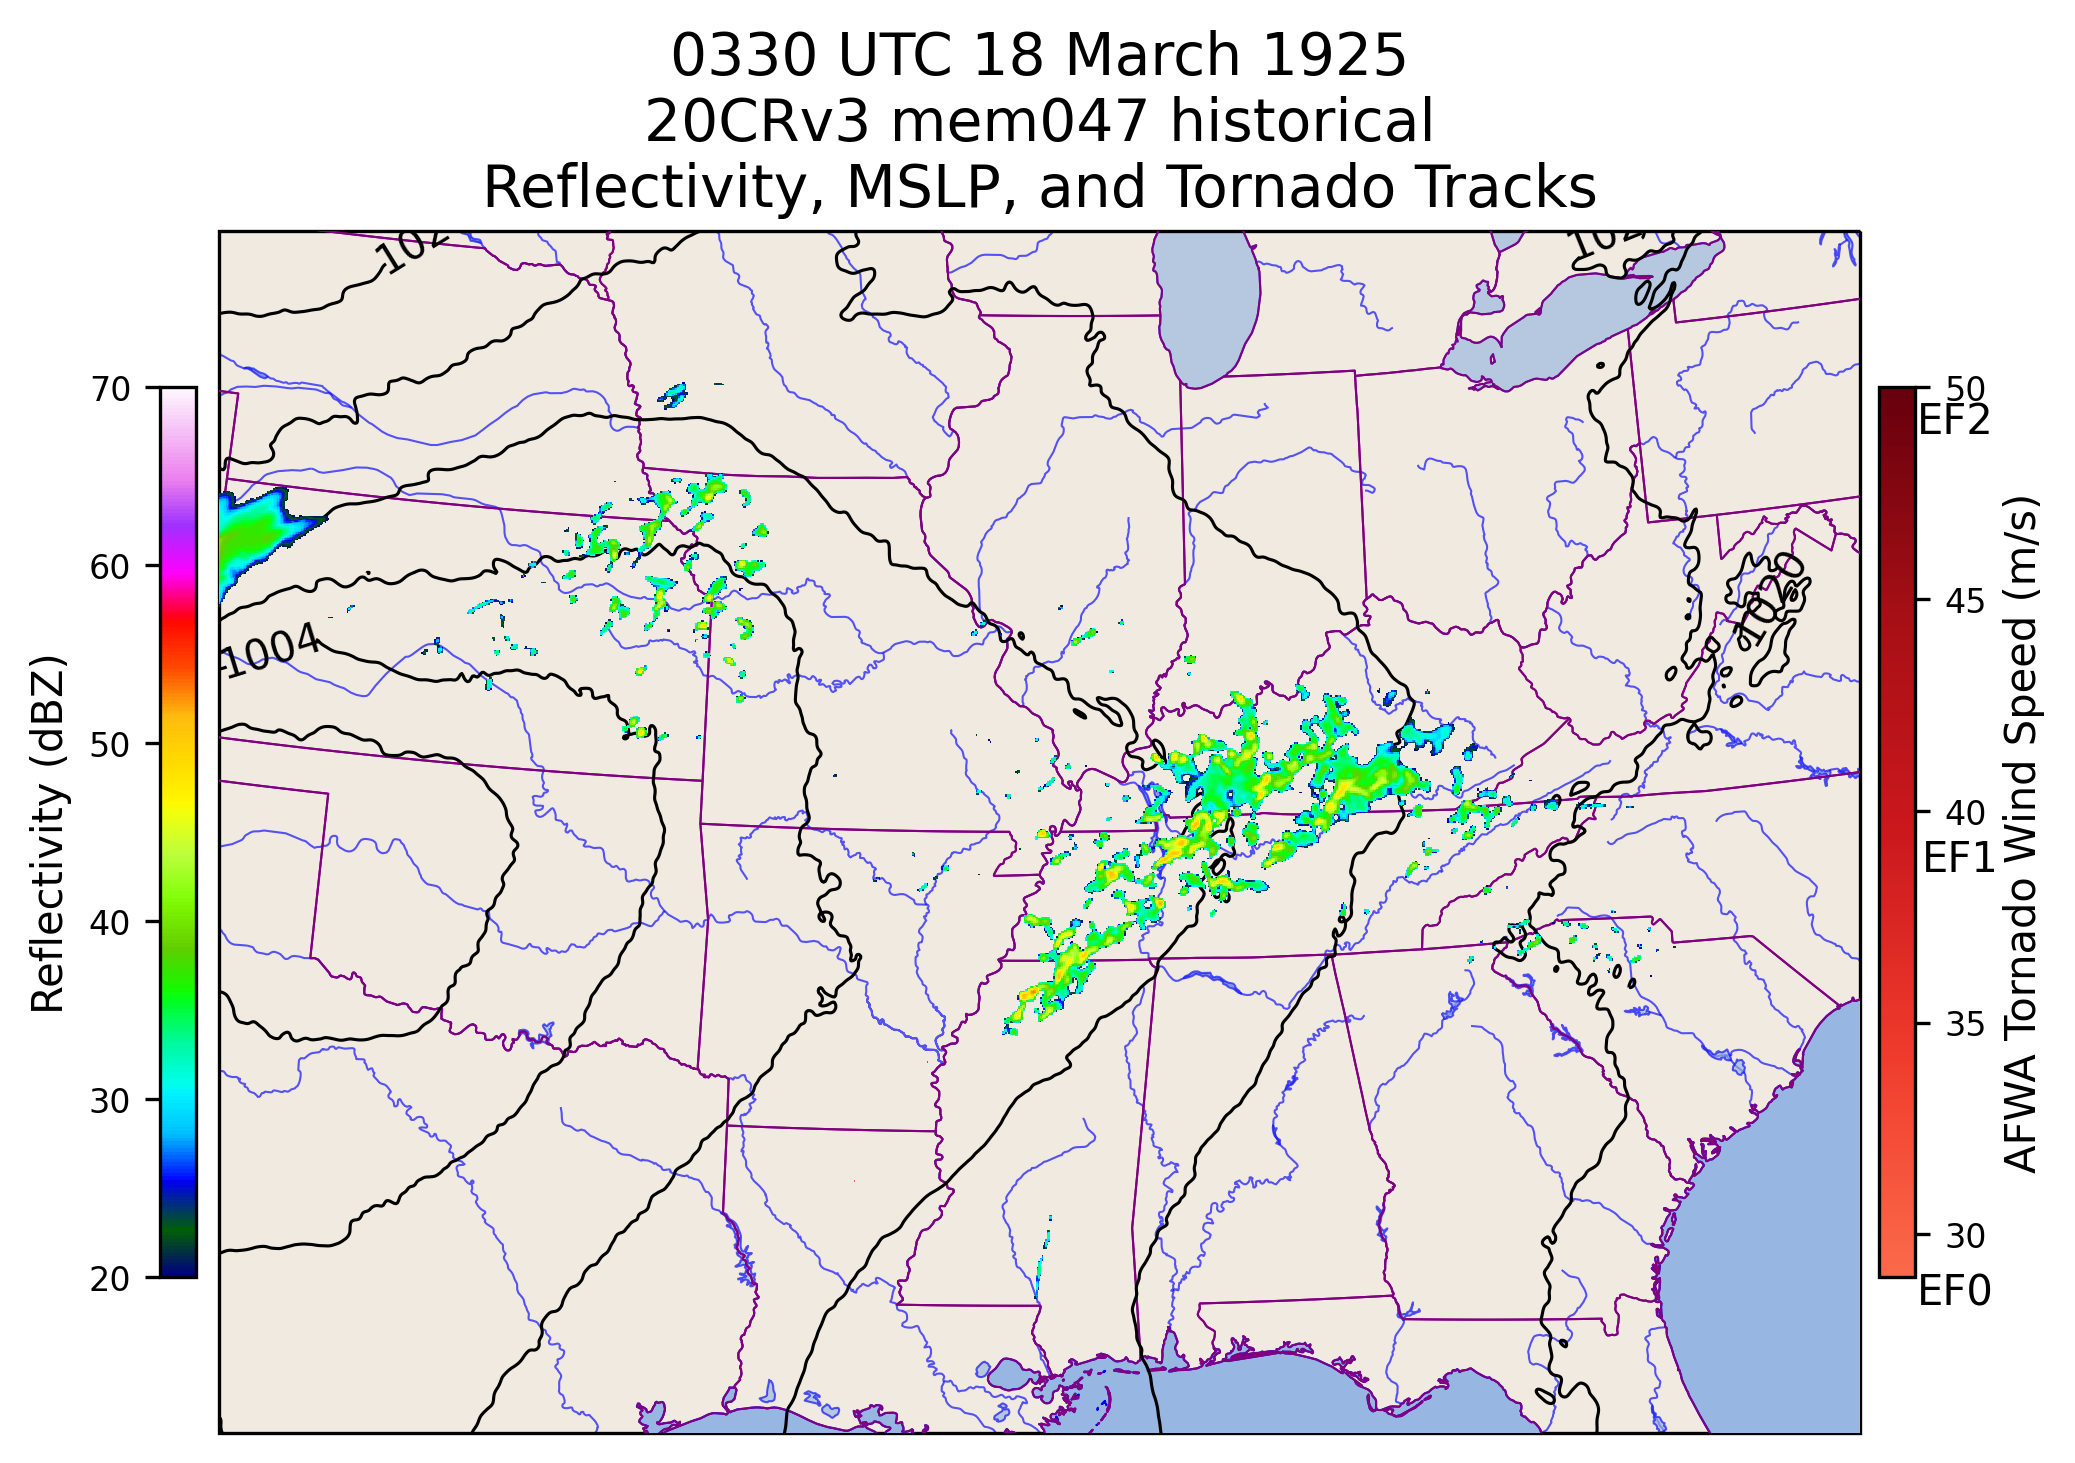 0330 UTC 18 March 1925
20CRv3 mem047 historical
Reflectivity, MSLP, and Tornado Tracks
102
102
1004
1020
Reflectivity (dBZ)
70
60
50
40
30
20
50
EF2
45
40
EF1
35
30
EF0
AFWA Tornado Wind Speed (m/s)